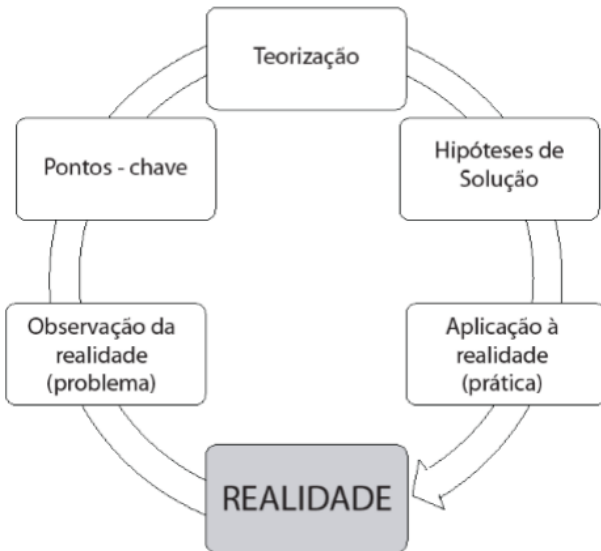 Teorização
Pontos - chave
Hipóteses de
Solução
Observação da
realidade
(problema)
Aplicação à
realidade
(prática)
REALIDADE